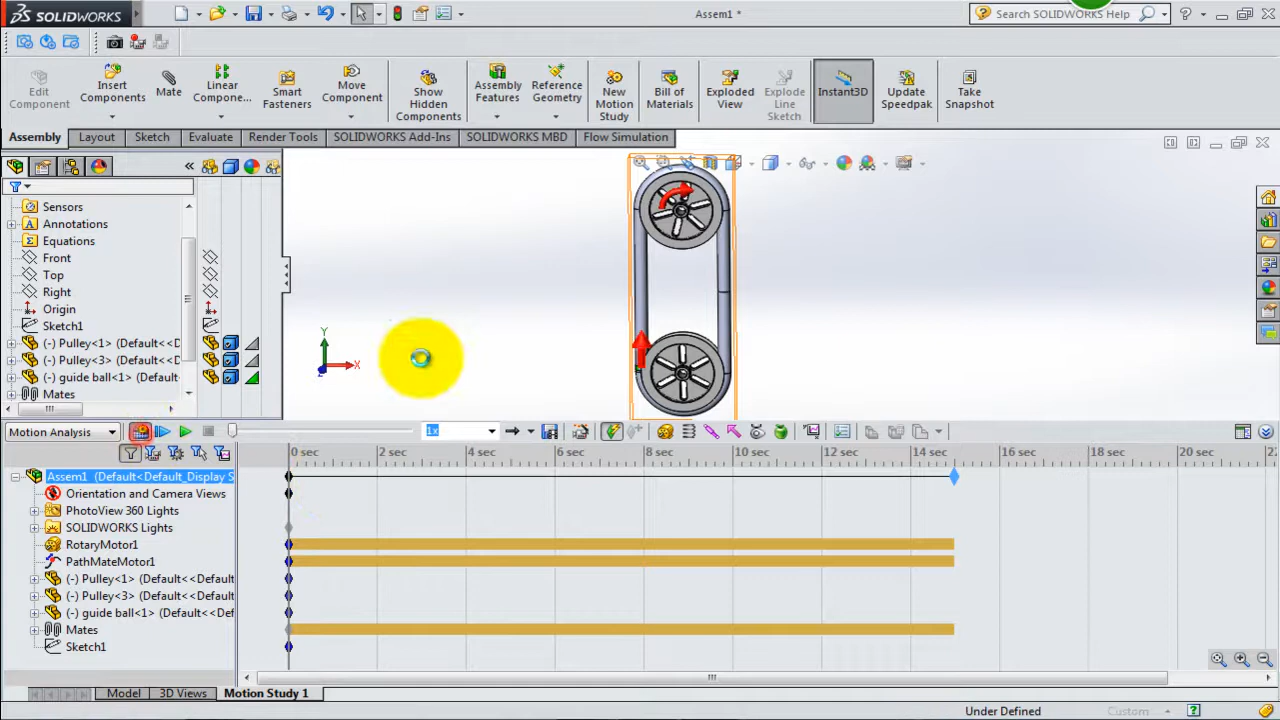 SOLIDWORKS
Assem1 *
Search SOLIDWORKS Help
Edit Component
Insert Components
Mate
Linear Compone...
Smart Fasteners
Move Component
Show Hidden Components
Assembly Features
Reference Geometry
New Motion Study
Bill of Materials
Exploded View
Explode Line Sketch
Instant3D
Update Speedpak
Take Snapshot
Assembly Layout Sketch Evaluate Render Tools SOLIDWORKS Add-Ins SOLIDWORKS MBD Flow Simulation
Sensors
Annotations
Equations
Front
Top
Right
Origin
Sketch1
(-) Pulley<1> (Default<<De
(-) Pulley<3> (Default<<De
(-) guide ball<1> (Default
Mates
Y
X
Z
Motion Analysis
1x
0 sec 2 sec 4 sec 6 sec 8 sec 10 sec 12 sec 14 sec 16 sec 18 sec 20 sec 22
Assem1 (Default<Default_Display S
Orientation and Camera Views
PhotoView 360 Lights
SOLIDWORKS Lights
RotaryMotor1
PathMateMotor1
(-) Pulley<1> (Default<<Default
(-) Pulley<3> (Default<<Default
(-) guide ball<1> (Default<<Def
Mates
Sketch1
Model 3D Views Motion Study 1
Under Defined Custom